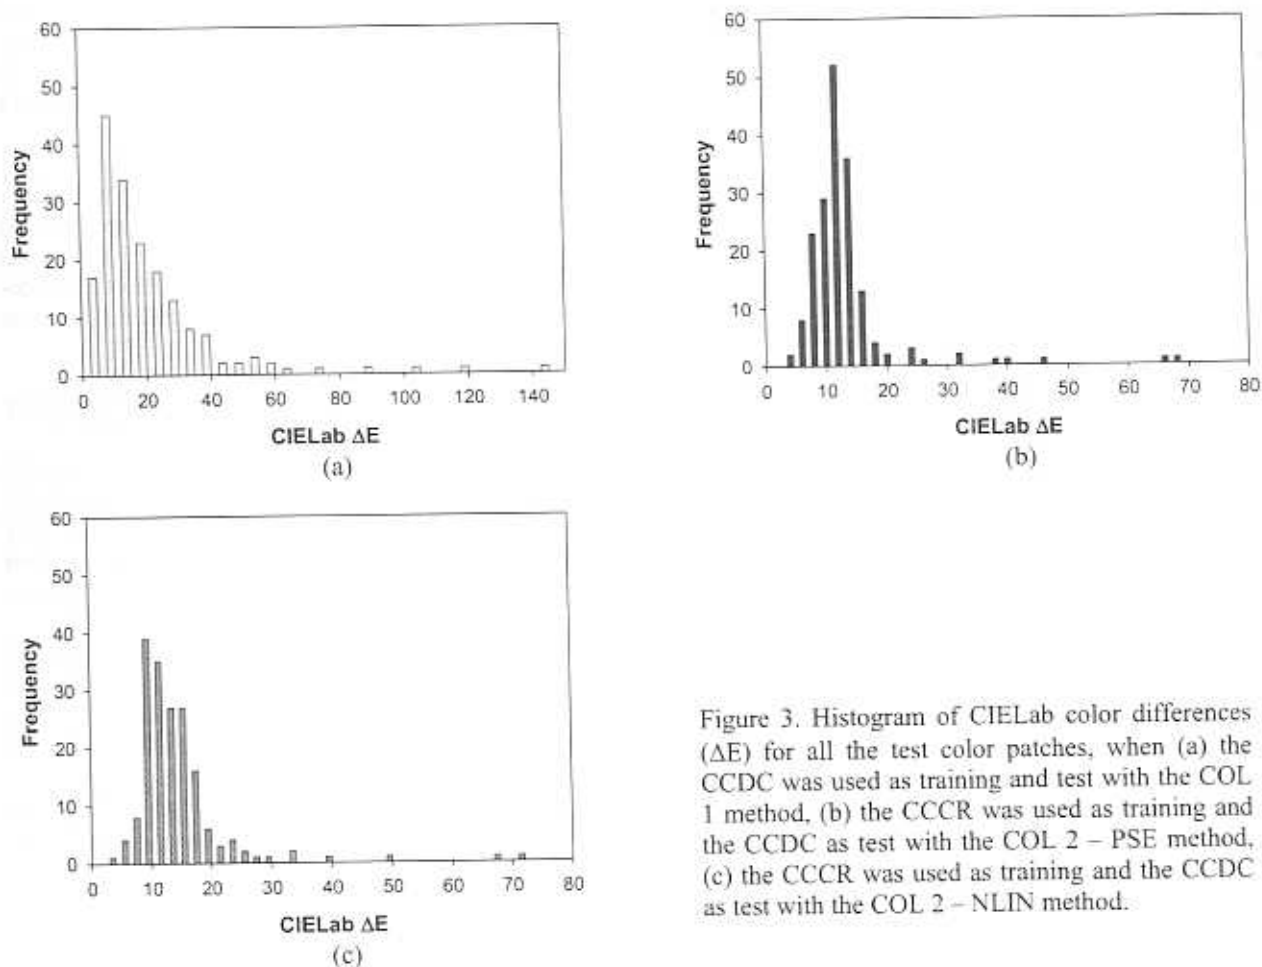 60
50
40
30
20
10
0
Frequency
0 20 40 60 80 100 120 140
CIELab ΔE
(a)
60
50
40
30
20
10
0
Frequency
0 10 20 30 40 50 60 70 80
CIELab ΔE
(b)
60
50
40
30
20
10
0
Frequency
0 10 20 30 40 50 60 70 80
CIELab ΔE
(c)
Figure 3. Histogram of CIELab color differences
(ΔE) for all the test color patches, when (a) the
CCDC was used as training and test with the COL
1 method, (b) the CCCR was used as training and
the CCDC as test with the COL 2 – PSE method,
(c) the CCCR was used as training and the CCDC
as test with the COL 2 – NLIN method.